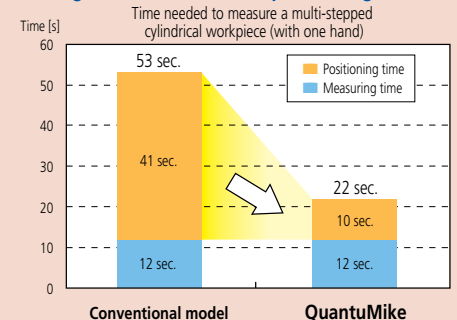 Time needed to measure a multi-stepped
cylindrical workpiece (with one hand)
Time [s]
60
50
40
30
20
10
0
53 sec.
41 sec.
12 sec.
22 sec.
10 sec.
12 sec.
Positioning time
Measuring time
Conventional model
QuantuMike